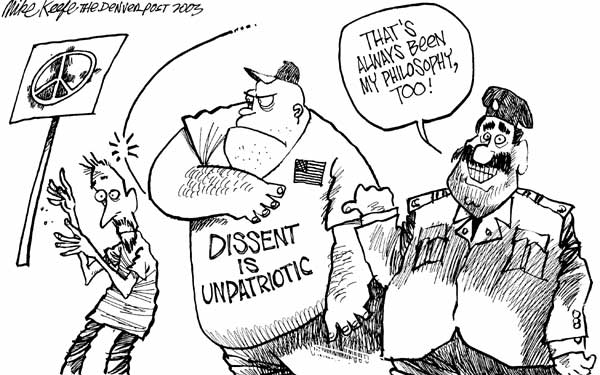 MIKE KEEFE THE DENVER POST 2003
THAT'S
ALWAYS BEEN
MY PHILOSOPHY,
TOO!
DISSENT
IS
UNPATRIOTIC